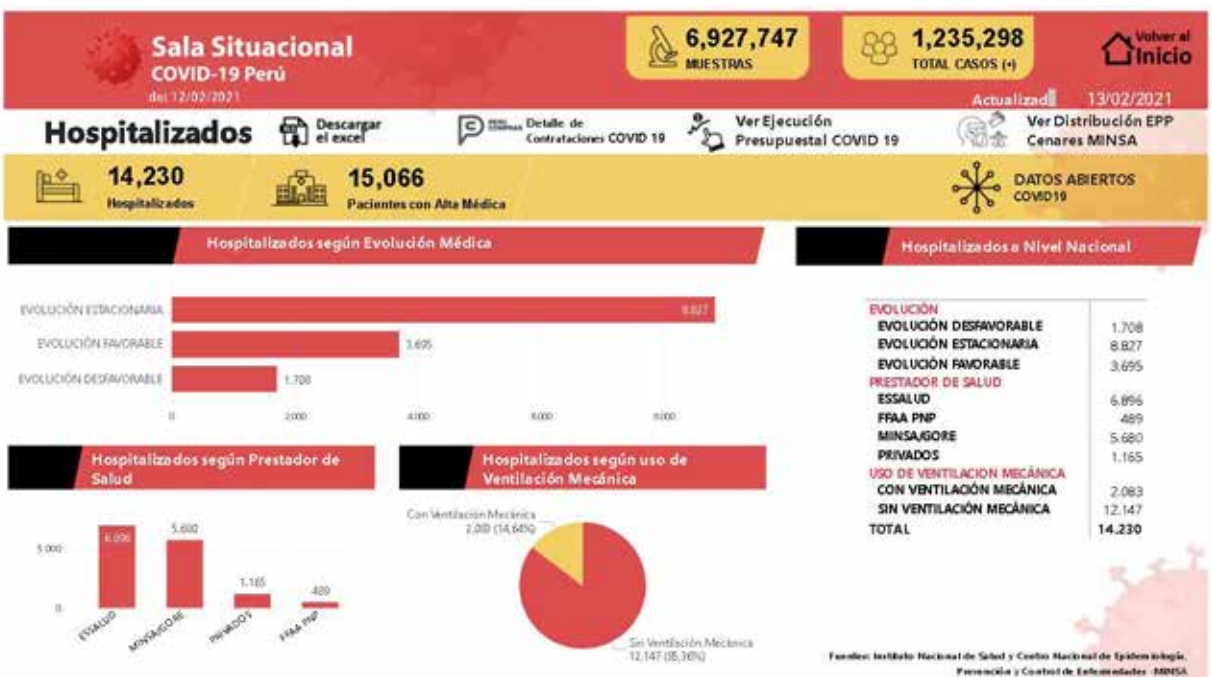 Sala Situacional
COVID-19 Perú
del 12/02/2021
6,927,747
MUESTRAS
1,235,298
TOTAL CASOS (+)
Volver al
Inicio
Actualizad 13/02/2021
Hospitalizados
Descargar
el excel
Detalle de
Contrataciones COVID 19
Ver Ejecución
Presupuestal COVID 19
Ver Distribución EPP
Cenares MINSA
14,230
Hospitalizados
15,066
Pacientes con Alta Médica
DATOS ABIERTOS
COVID19
Hospitalizados según Evolución Médica
EVOLUCIÓN ESTACIONARIA 8.827
EVOLUCIÓN FAVORABLE 3.695
EVOLUCIÓN DESFAVORABLE 1.708
0 2.000 4.000 6.000 8.000
Hospitalizados a Nivel Nacional
EVOLUCIÓN
EVOLUCIÓN DESFAVORABLE 1.708
EVOLUCIÓN ESTACIONARIA 8.827
EVOLUCIÓN FAVORABLE 3.695
PRESTADOR DE SALUD
ESSALUD 6.896
FFAA PNP 489
MINSA/GORE 5.680
PRIVADOS 1.165
USO DE VENTILACION MECÁNICA
CON VENTILACIÓN MECÁNICA 2.083
SIN VENTILACIÓN MECÁNICA 12.147
TOTAL 14.230
Hospitalizados según Prestador de
Salud
6.896 5.680 1.165 489
5.000
0
ESSALUD MINSA/GORE PRIVADOS FFAA PNP
Hospitalizados según uso de
Ventilación Mecánica
Con Ventilación Mecánica
2.083 (14,64%)
Sin Ventilación Mecánica
12.147 (85,36%)
Fuentes: Instituto Nacional de Salud y Centro Nacional de Epidemiología,
Prevención y Control de Enfermedades -MINSA